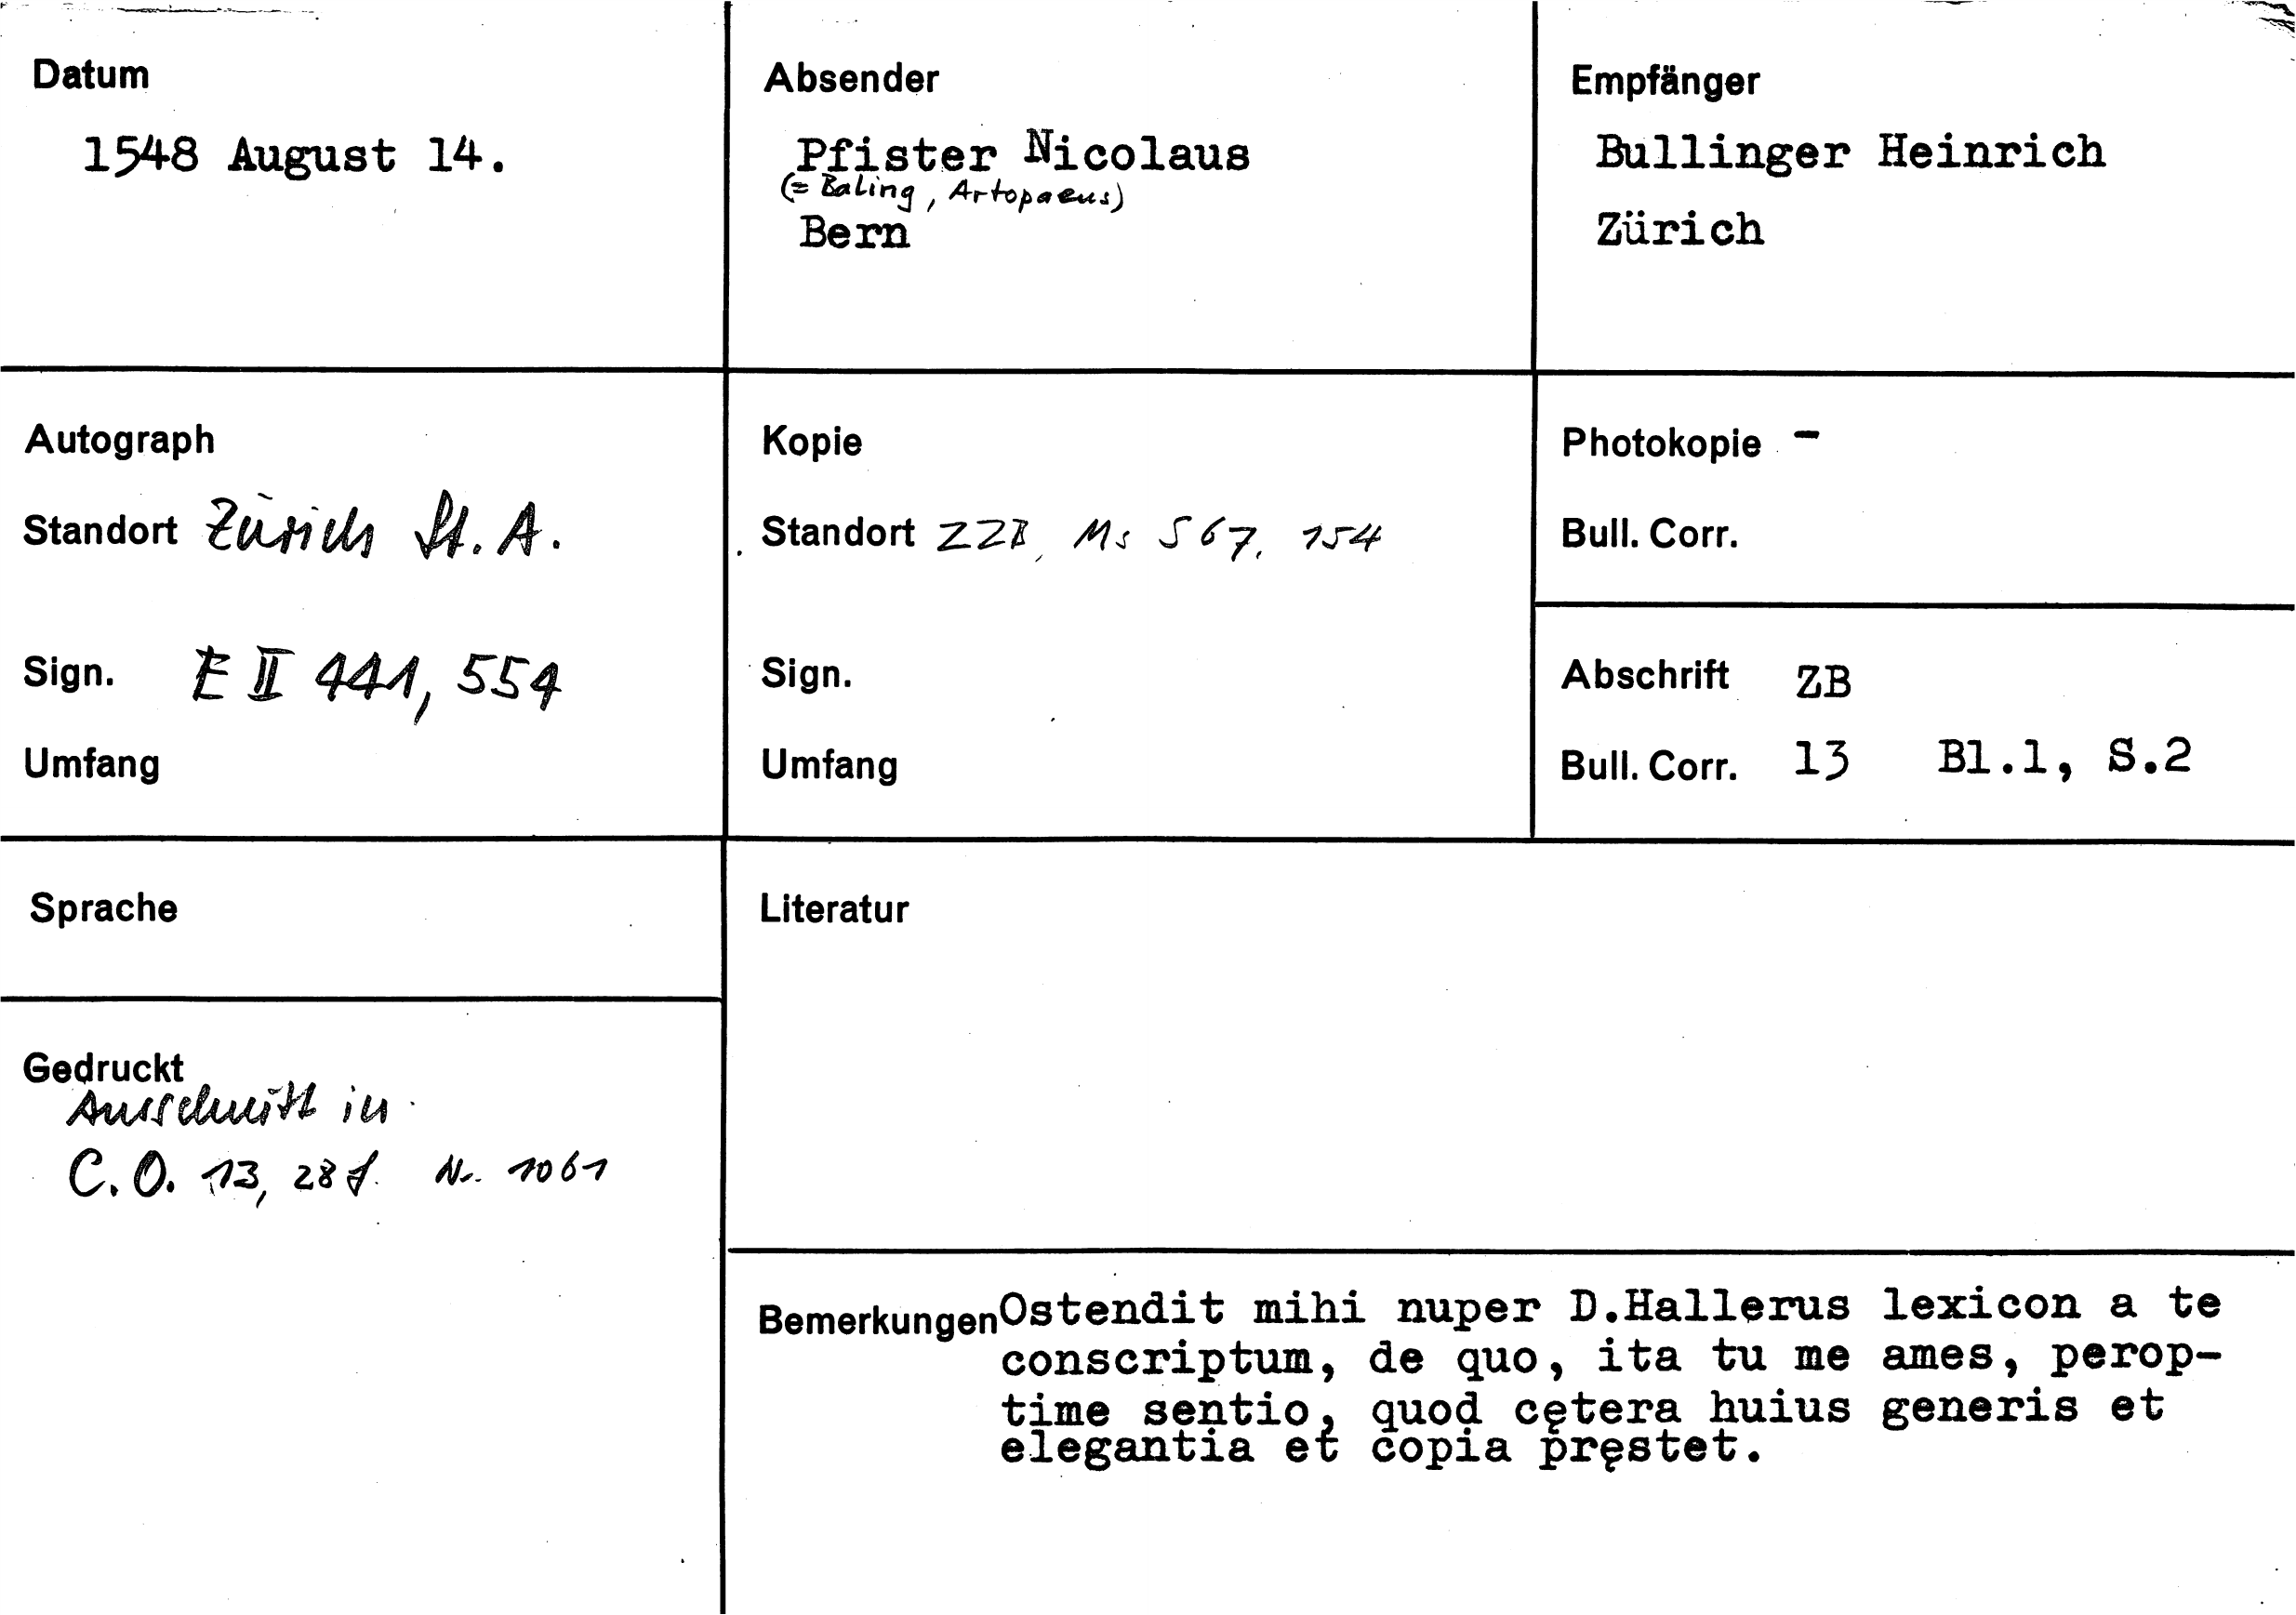 Datum
1548 August 14.
Absender
Pfister Nicolaus
(= Baling, Artopaeus)
Bern
Empfänger
Bullinger Heinrich
Zürich
Autograph
Standort Zürich St. A.
Sign. E II 441, 554
Umfang
Kopie
Standort ZZB, Ms S 67, 154
Sign.
Umfang
Photokopie -
Bull. Corr.
Abschrift ZB
Bull. Corr. 13 Bl.1, S.2
Sprache
Literatur
Gedruckt
Ausschnitt in
C.O. 13, 28 f. Nr. 1061
Bemerkungen Ostendit mihi nuper D.Hallerus lexicon a te
conscriptum, de quo, ita tu me ames, perop-
time sentio, quod cętera huius generis et
elegantia et copia pręstet.